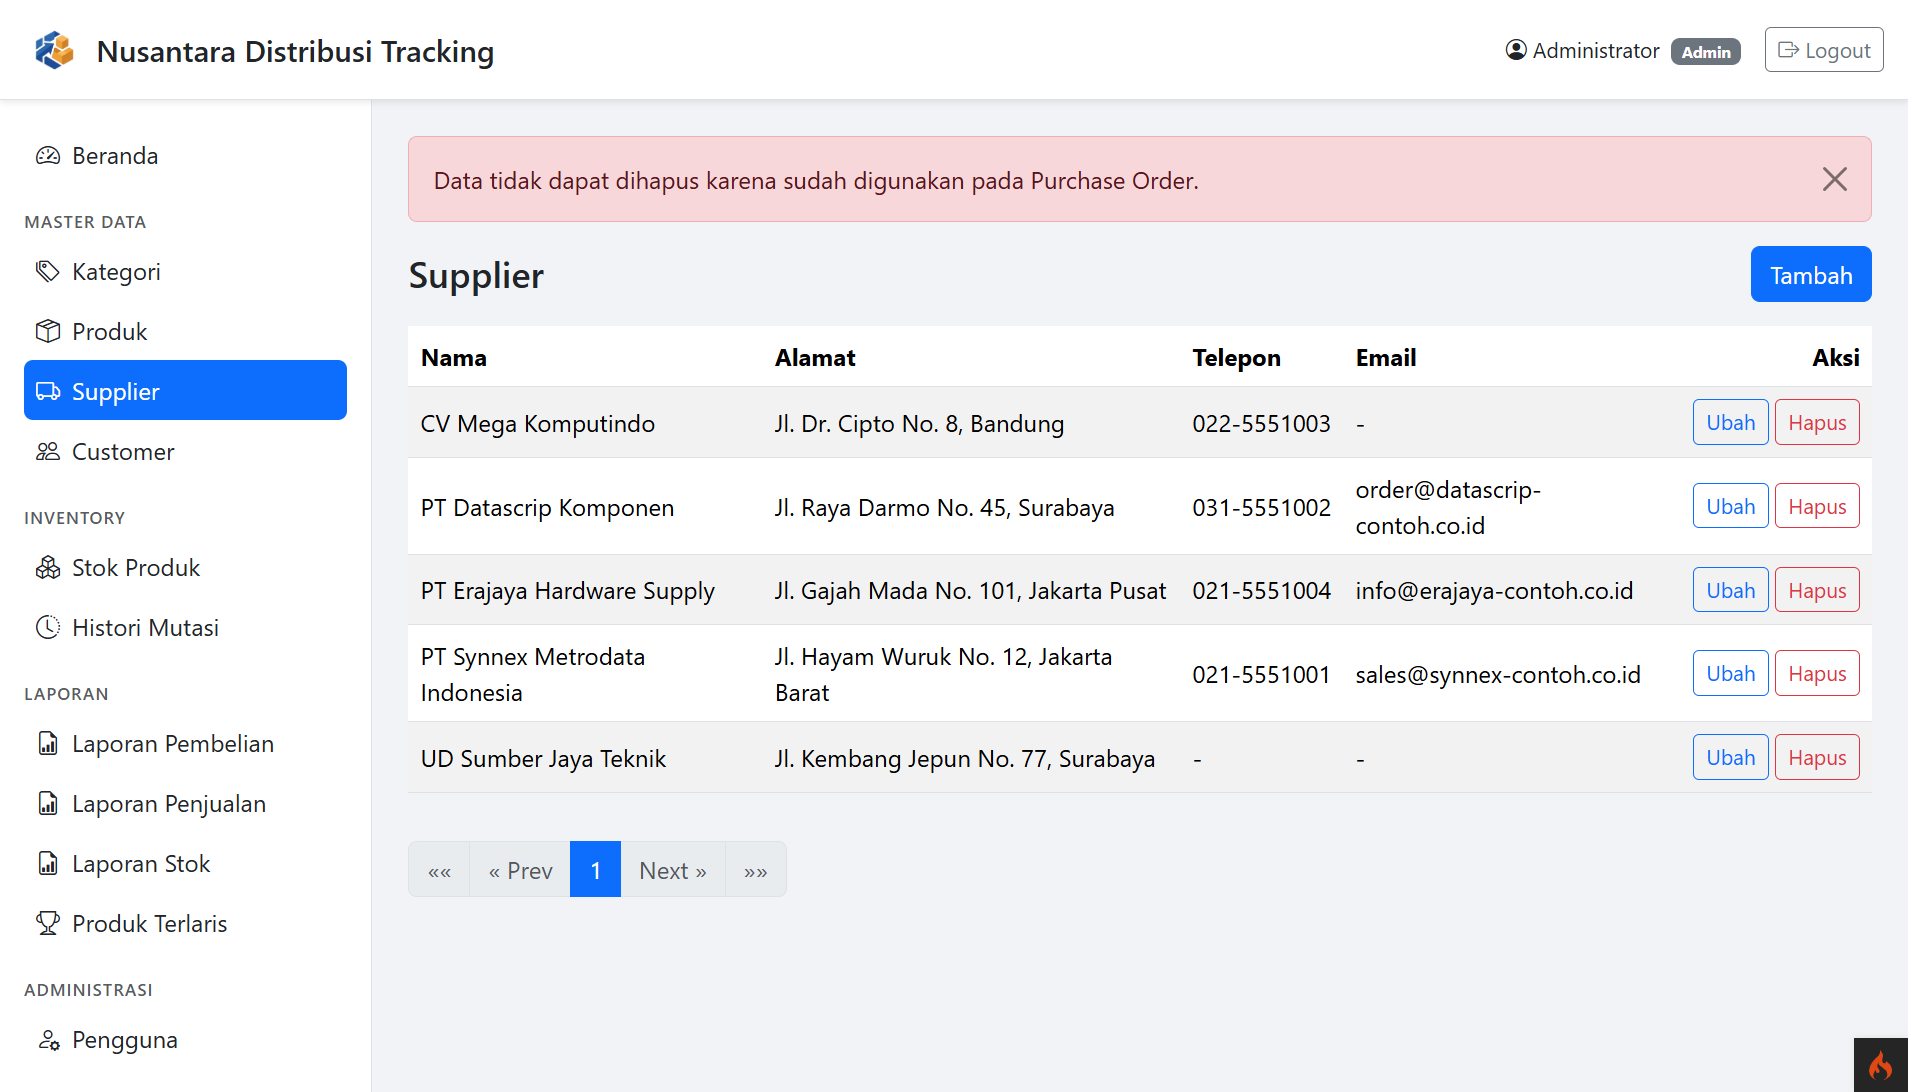 Nusantara Distribusi Tracking
Administrator Admin Logout
Beranda
MASTER DATA
Kategori
Produk
Supplier
Customer
INVENTORY
Stok Produk
Histori Mutasi
LAPORAN
Laporan Pembelian
Laporan Penjualan
Laporan Stok
Produk Terlaris
ADMINISTRASI
Pengguna
Data tidak dapat dihapus karena sudah digunakan pada Purchase Order.
Supplier
Tambah
Nama Alamat Telepon Email Aksi
CV Mega Komputindo Jl. Dr. Cipto No. 8, Bandung 022-5551003 - Ubah Hapus
PT Datascrip Komponen Jl. Raya Darmo No. 45, Surabaya 031-5551002 order@datascrip-
contoh.co.id Ubah Hapus
PT Erajaya Hardware Supply Jl. Gajah Mada No. 101, Jakarta Pusat 021-5551004 info@erajaya-contoh.co.id Ubah Hapus
PT Synnex Metrodata
Indonesia Jl. Hayam Wuruk No. 12, Jakarta
Barat 021-5551001 sales@synnex-contoh.co.id Ubah Hapus
UD Sumber Jaya Teknik Jl. Kembang Jepun No. 77, Surabaya - - Ubah Hapus
«« « Prev 1 Next » »»